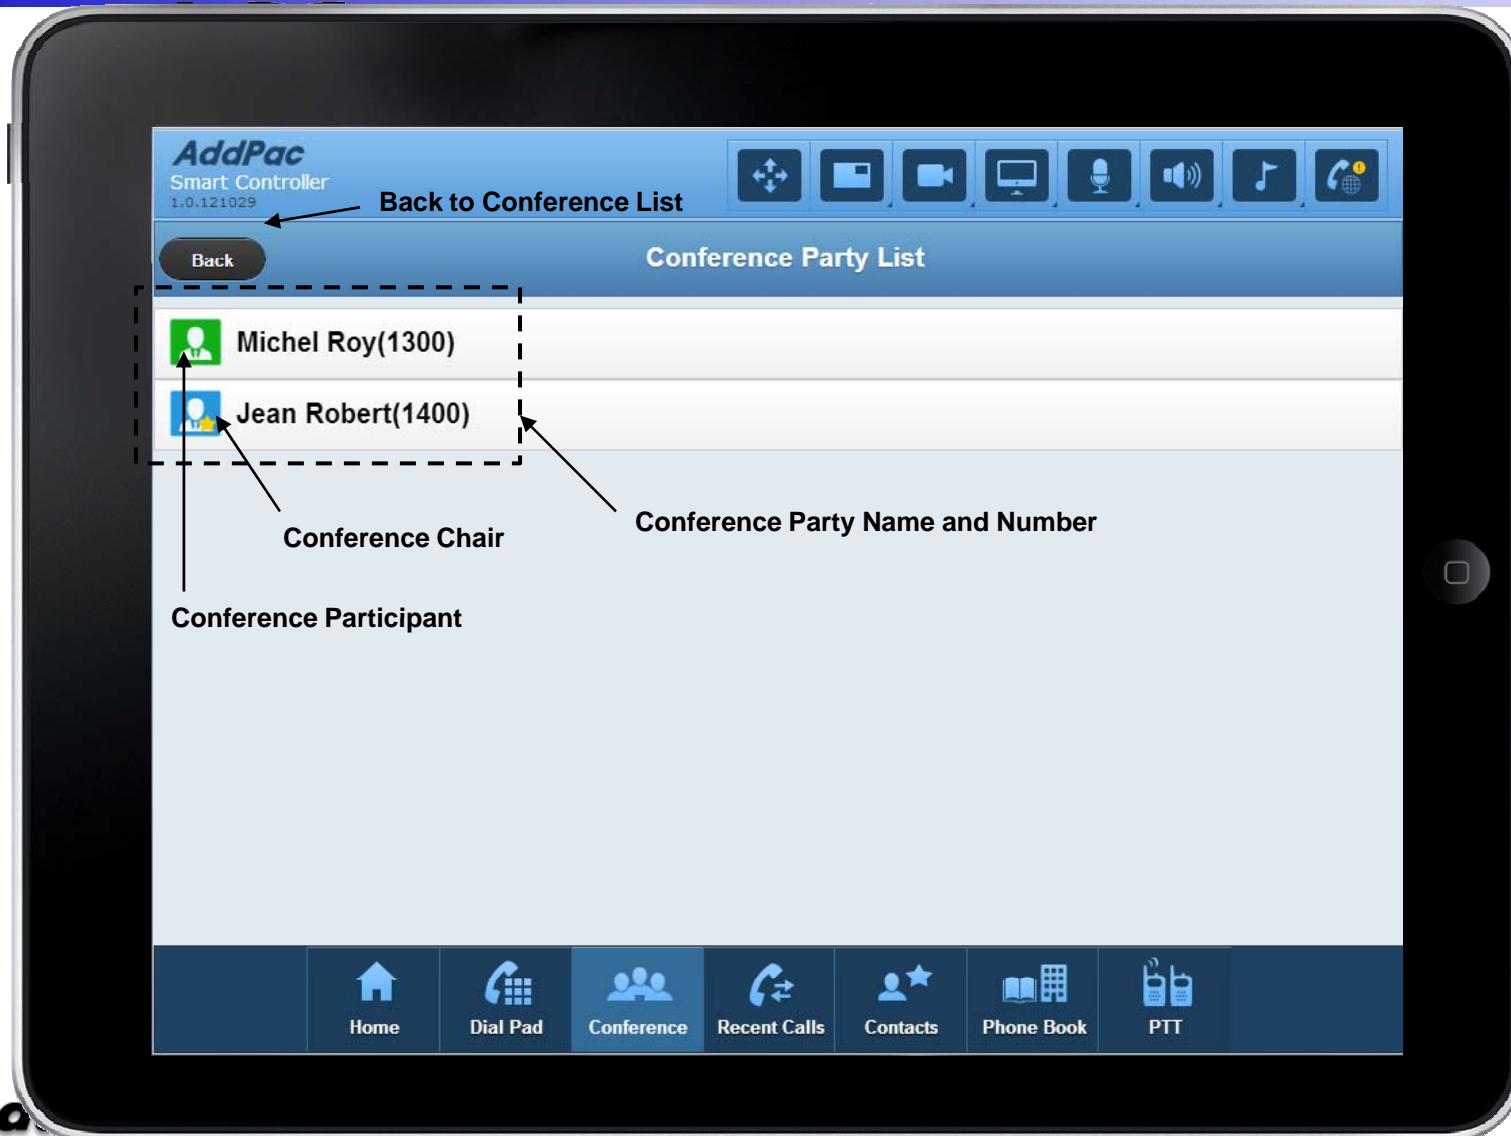 AddPac
Smart Controller
1.0.121029
Back to Conference List
Back
Conference Party List
Michel Roy(1300)
Jean Robert(1400)
Conference Chair
Conference Party Name and Number
Conference Participant
Home
Dial Pad
Conference
Recent Calls
Contacts
Phone Book
PTT